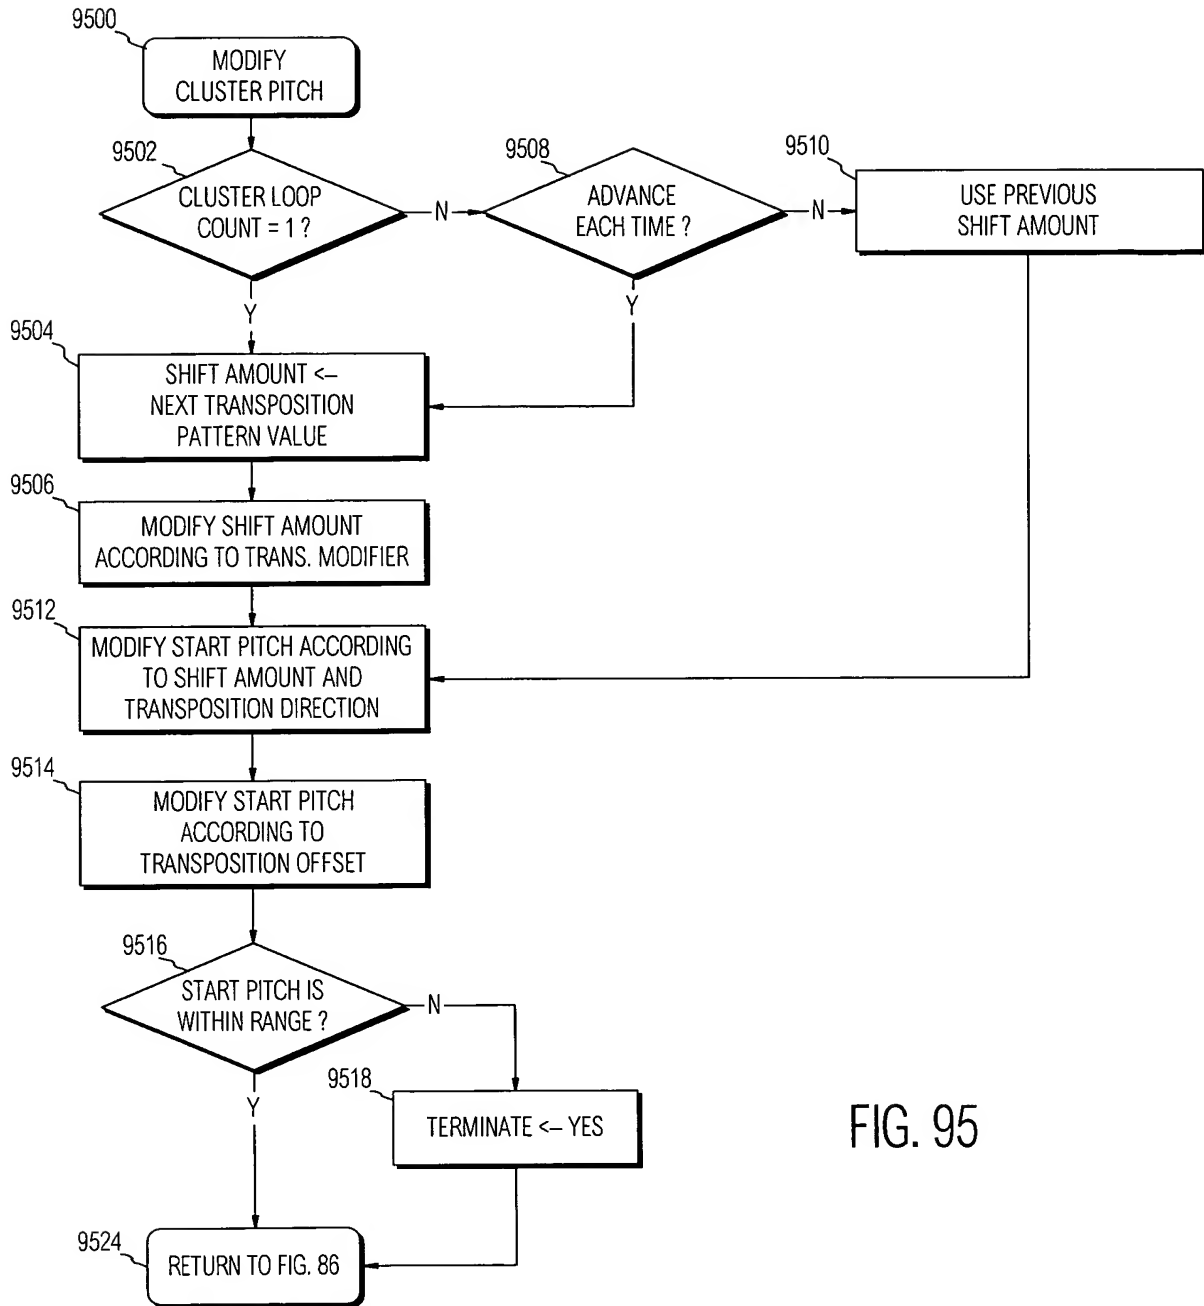 9500
MODIFY
CLUSTER PITCH
9502
CLUSTER LOOP
COUNT = 1 ?
N
9508
ADVANCE
EACH TIME ?
N
9510
USE PREVIOUS
SHIFT AMOUNT
Y
Y
9504
SHIFT AMOUNT <–
NEXT TRANSPOSITION
PATTERN VALUE
9506
MODIFY SHIFT AMOUNT
ACCORDING TO TRANS. MODIFIER
9512
MODIFY START PITCH ACCORDING
TO SHIFT AMOUNT AND
TRANSPOSITION DIRECTION
9514
MODIFY START PITCH
ACCORDING TO
TRANSPOSITION OFFSET
9516
START PITCH IS
WITHIN RANGE ?
N
Y
9518
TERMINATE <– YES
9524
RETURN TO FIG. 86
FIG. 95